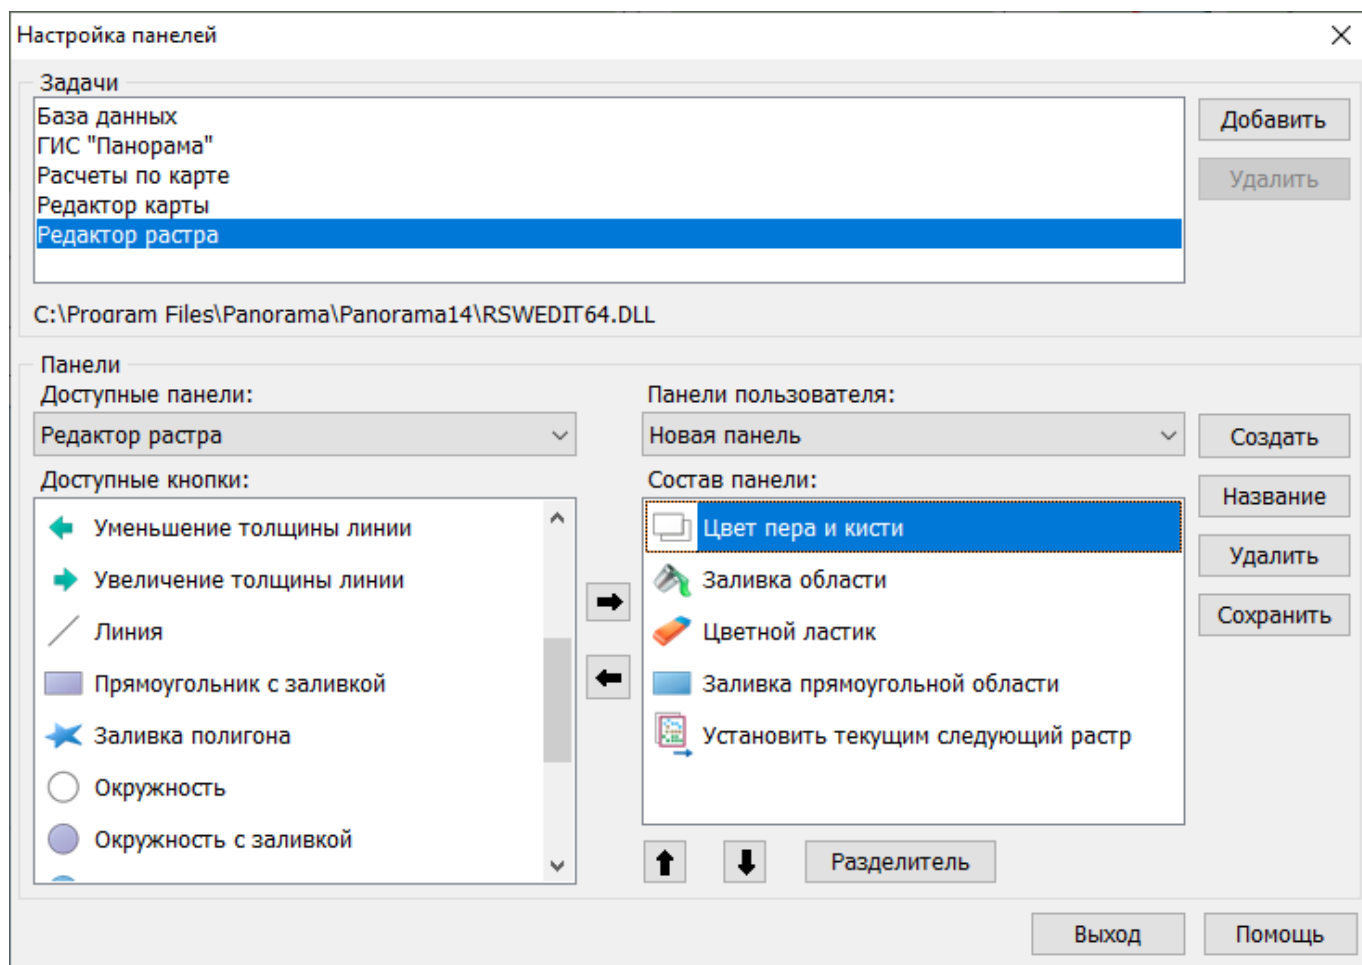 Настройка панелей
Задачи
База данных
ГИС "Панорама"
Расчеты по карте
Редактор карты
Редактор растра
Добавить
Удалить
C:\Program Files\Panorama\Panorama14\RSWEDIT64.DLL
Панели
Доступные панели:
Редактор растра
Доступные кнопки:
Уменьшение толщины линии
Увеличение толщины линии
Линия
Прямоугольник с заливкой
Заливка полигона
Окружность
Окружность с заливкой
Панели пользователя:
Новая панель
Состав панели:
Цвет пера и кисти
Заливка области
Цветной ластик
Заливка прямоугольной области
Установить текущим следующий растр
Разделитель
Создать
Название
Удалить
Сохранить
Выход
Помощь